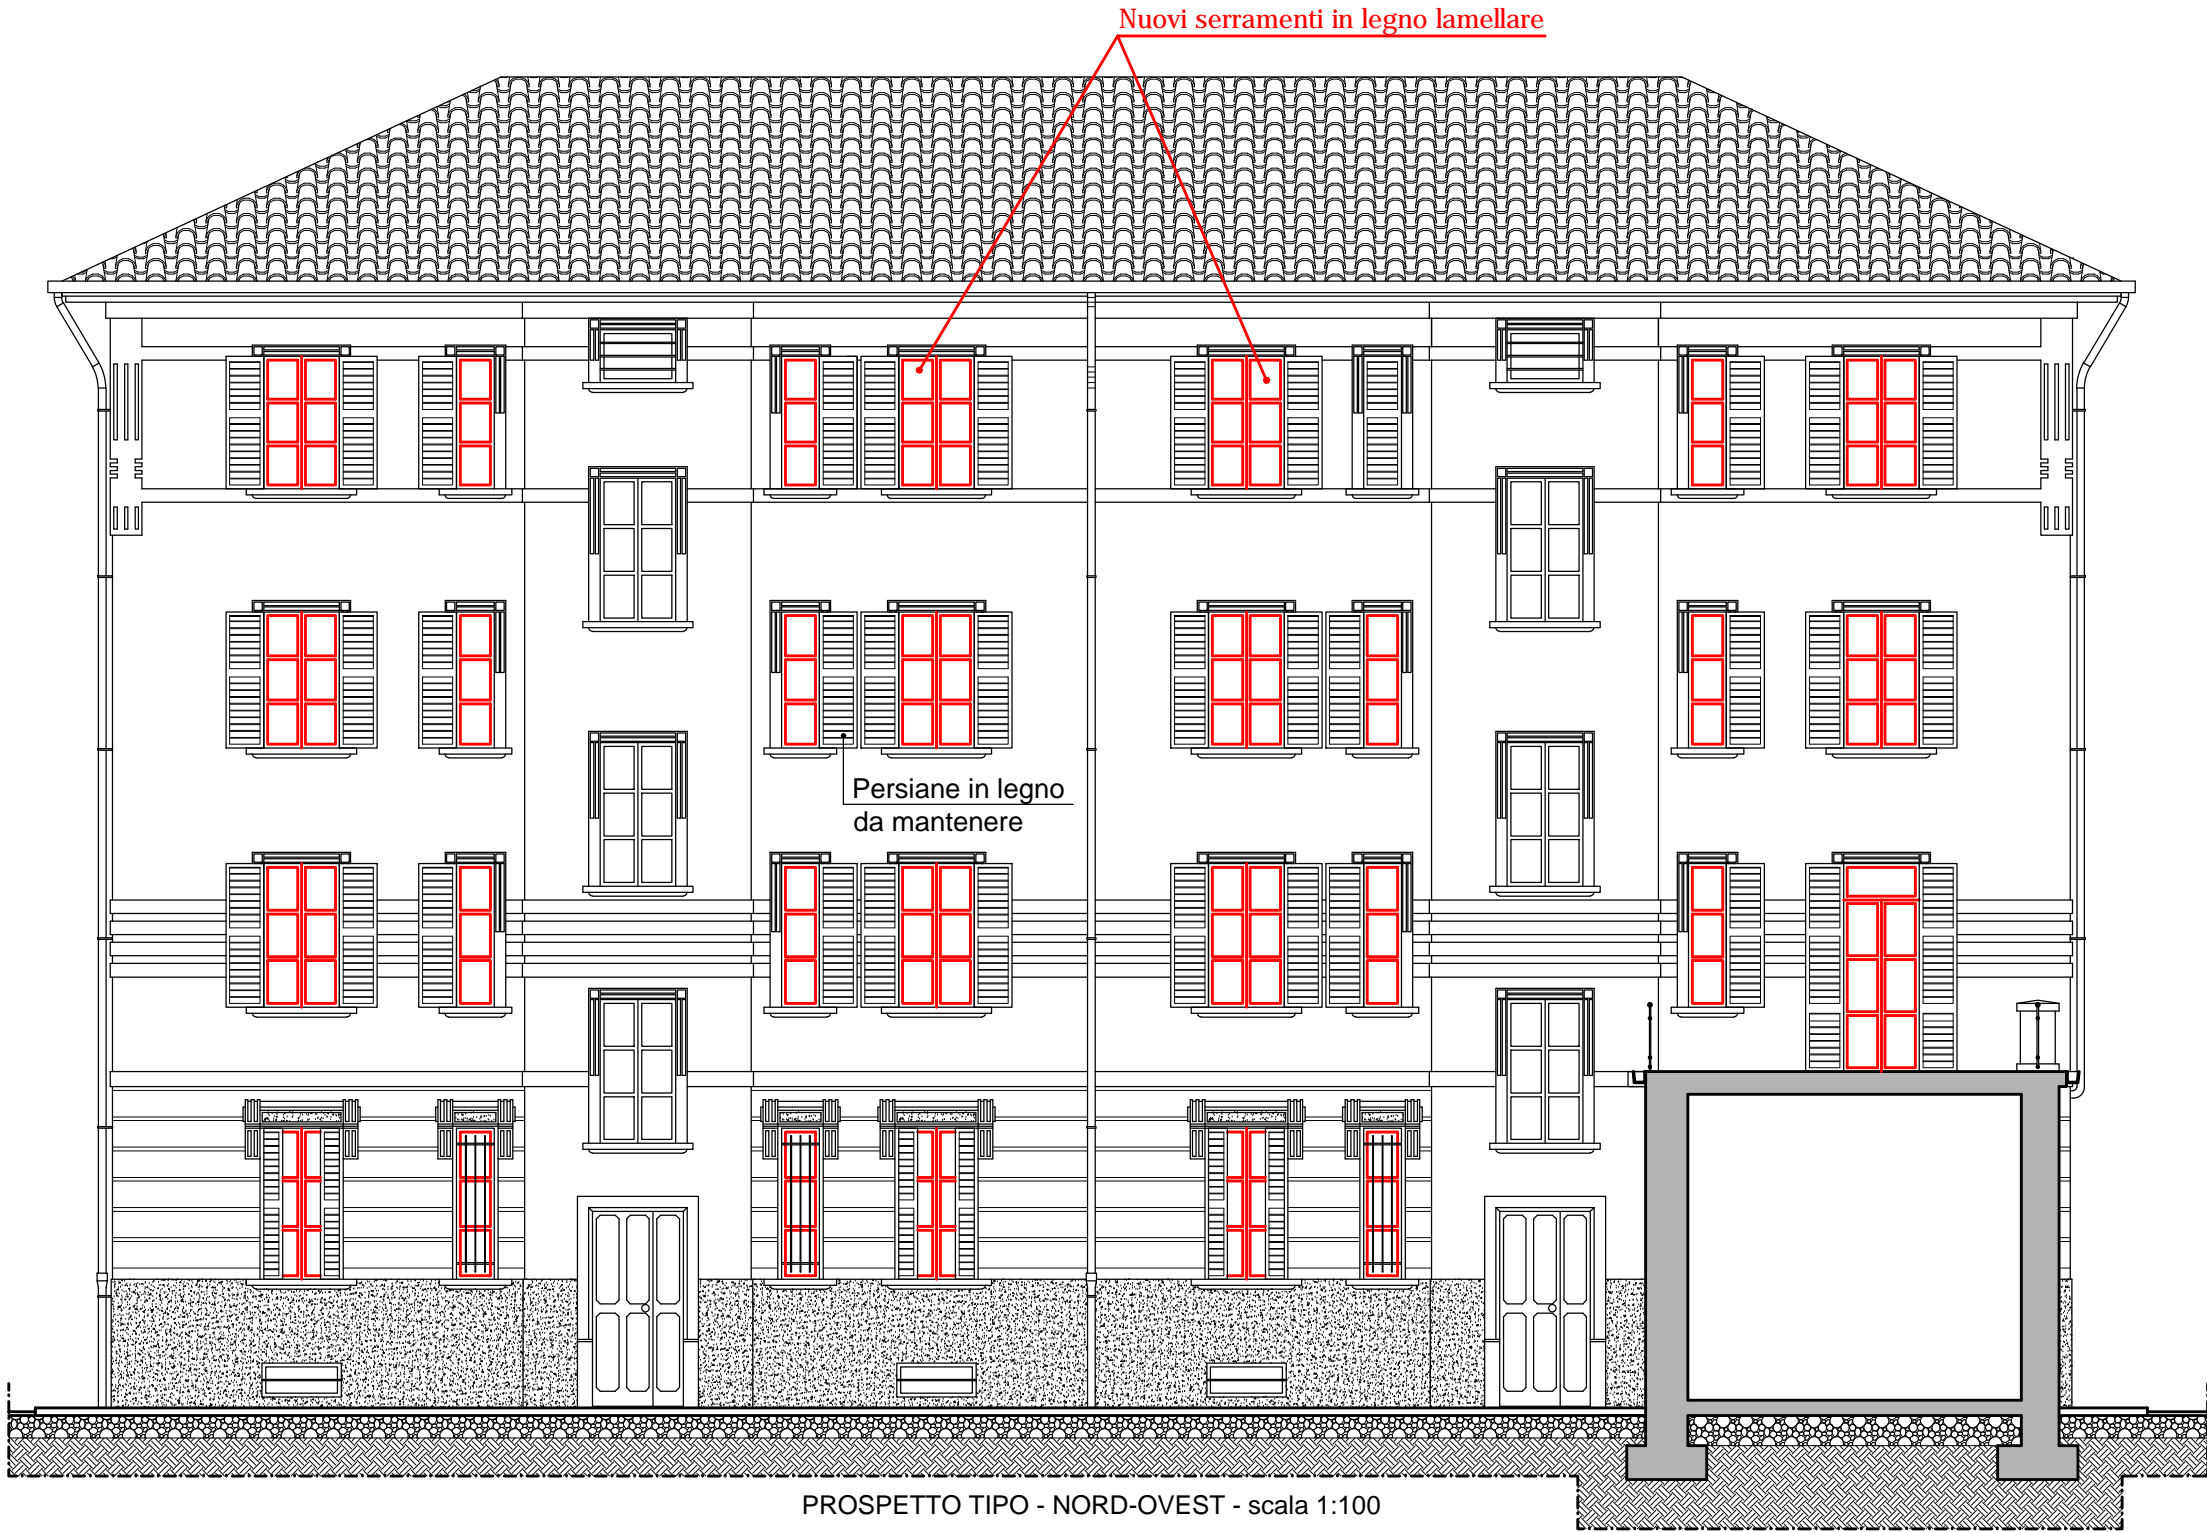 Nuovi serramenti in legno lamellare
Persiane in legno
da mantenere
PROSPETTO TIPO - NORD-OVEST - scala 1:100